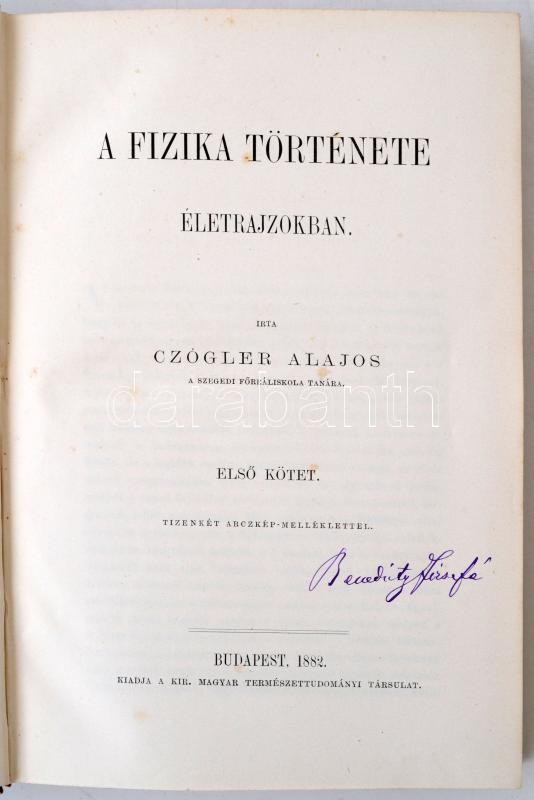 A FIZIKA TÖRTÉNETE
ÉLETRAJZOKBAN.
IRTA
CZÓGLER ALAJOS
A SZEGEDI FŐREÁLISKOLA TANÁRA.
darabanth
ELSŐ KÖTET.
TIZENKÉT ARCZKÉP-MELLÉKLETTEL.
BUDAPEST, 1882.
KIADJA A KIR. MAGYAR TERMÉSZETTUDOMÁNYI TÁRSULAT.